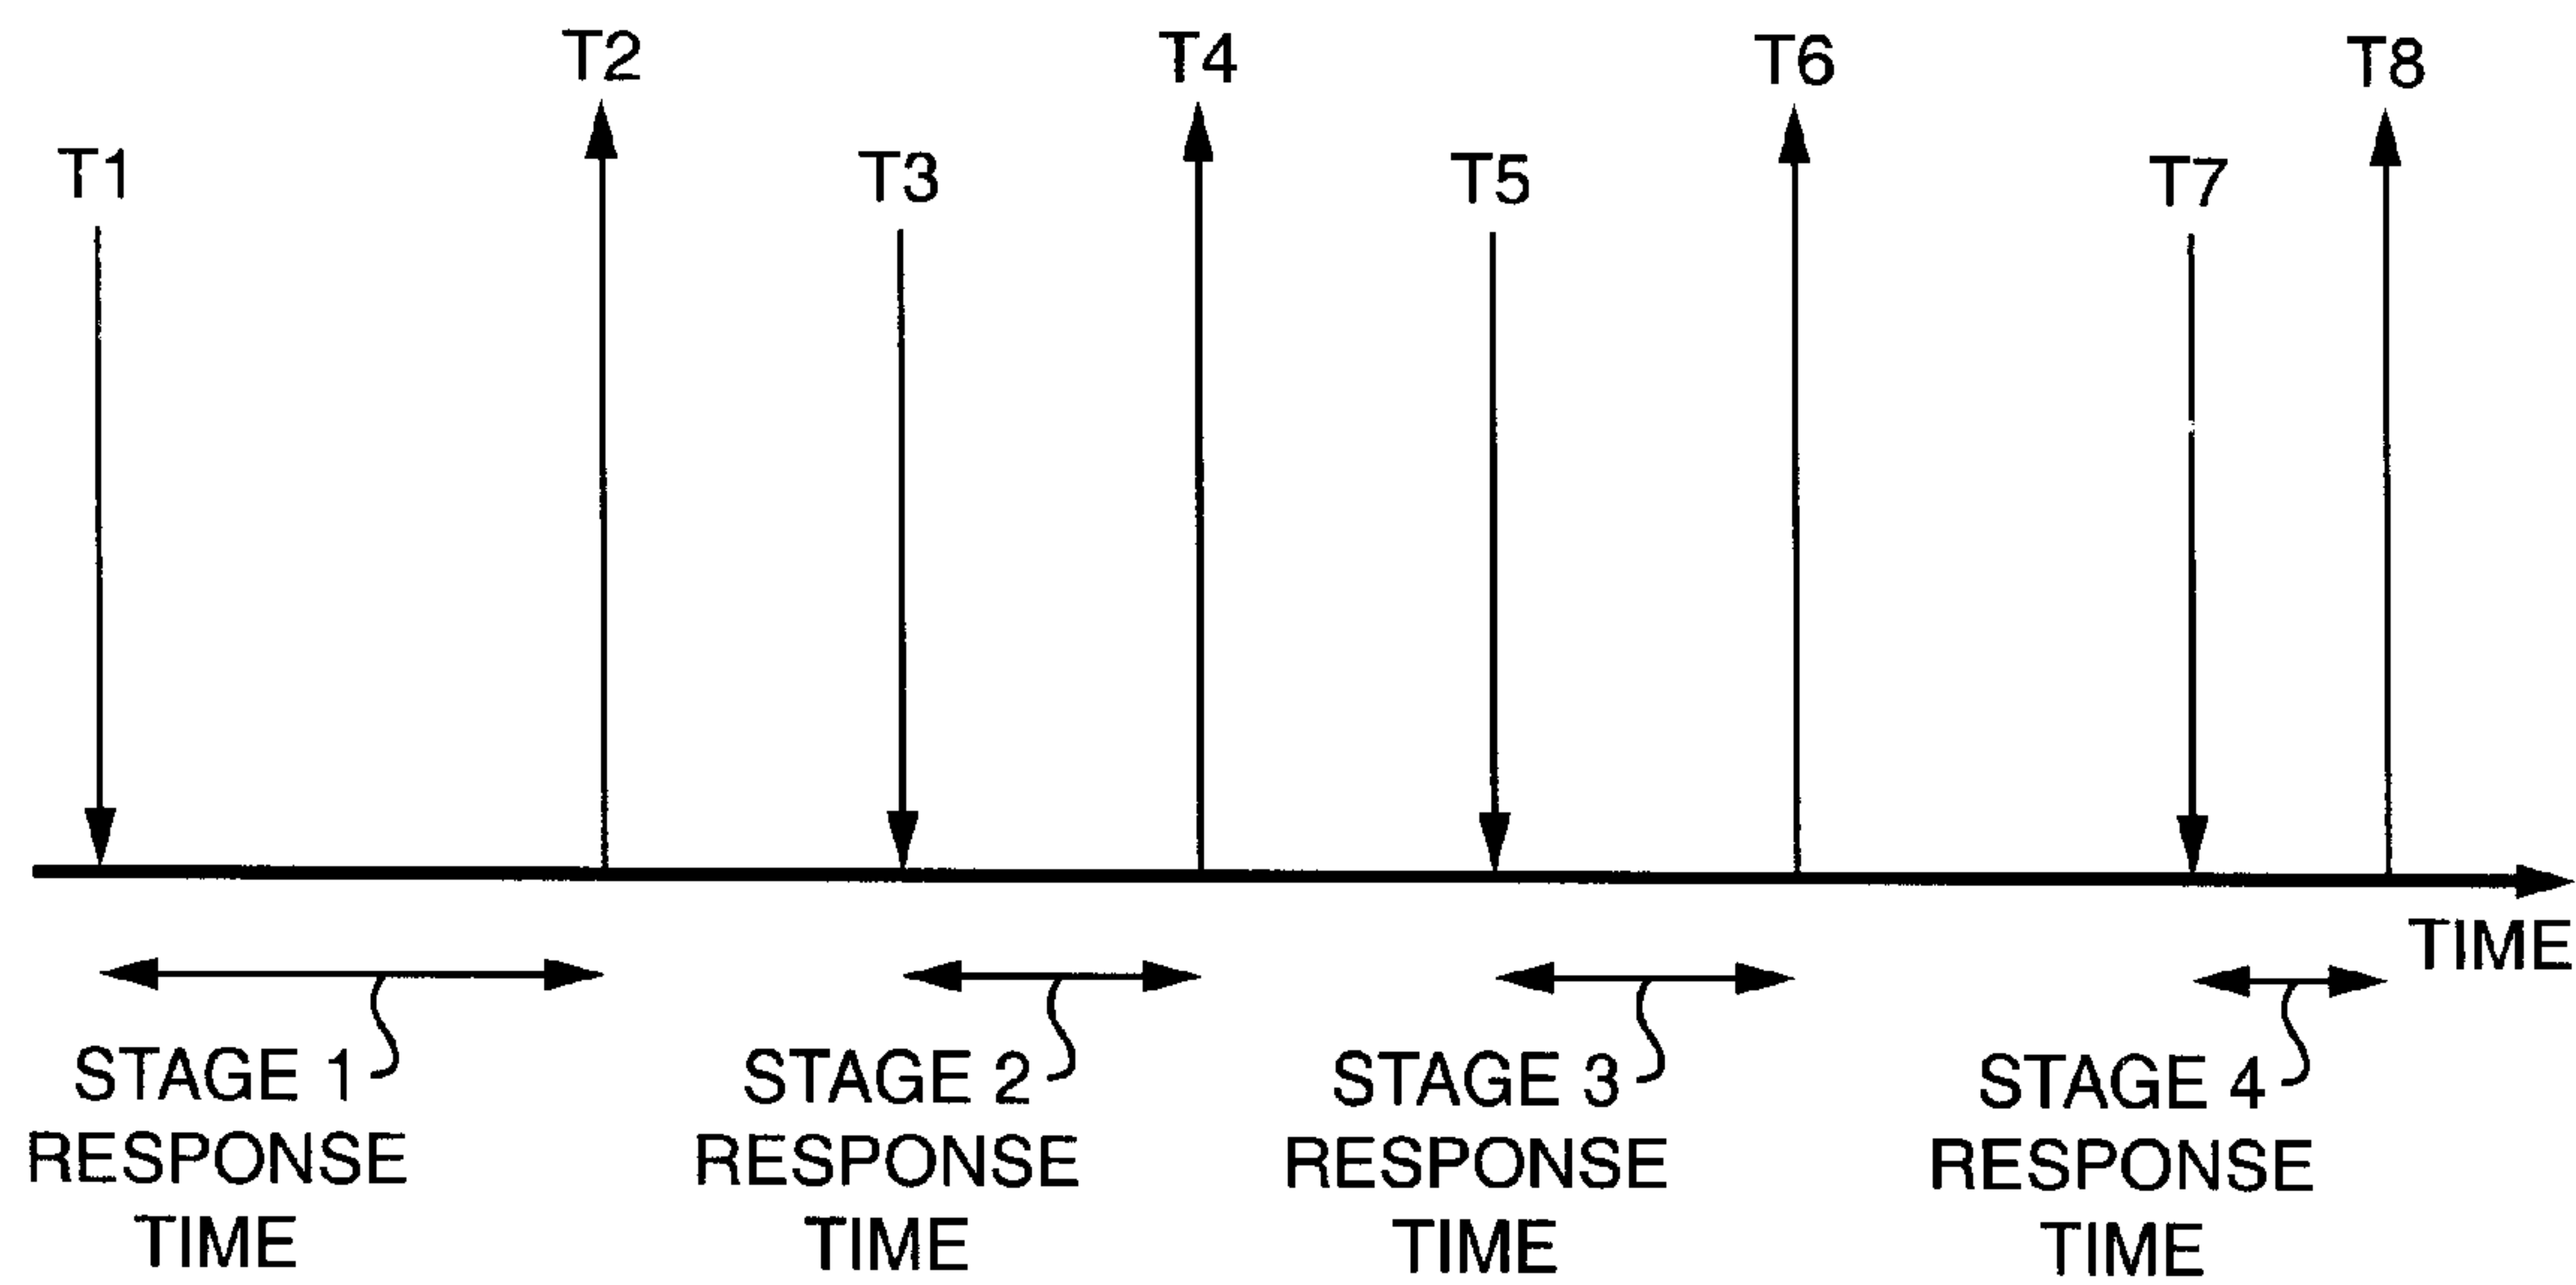 T1
T2
T3
T4
T5
T6
T7
T8
TIME
STAGE 1
RESPONSE
TIME
STAGE 2
RESPONSE
TIME
STAGE 3
RESPONSE
TIME
STAGE 4
RESPONSE
TIME